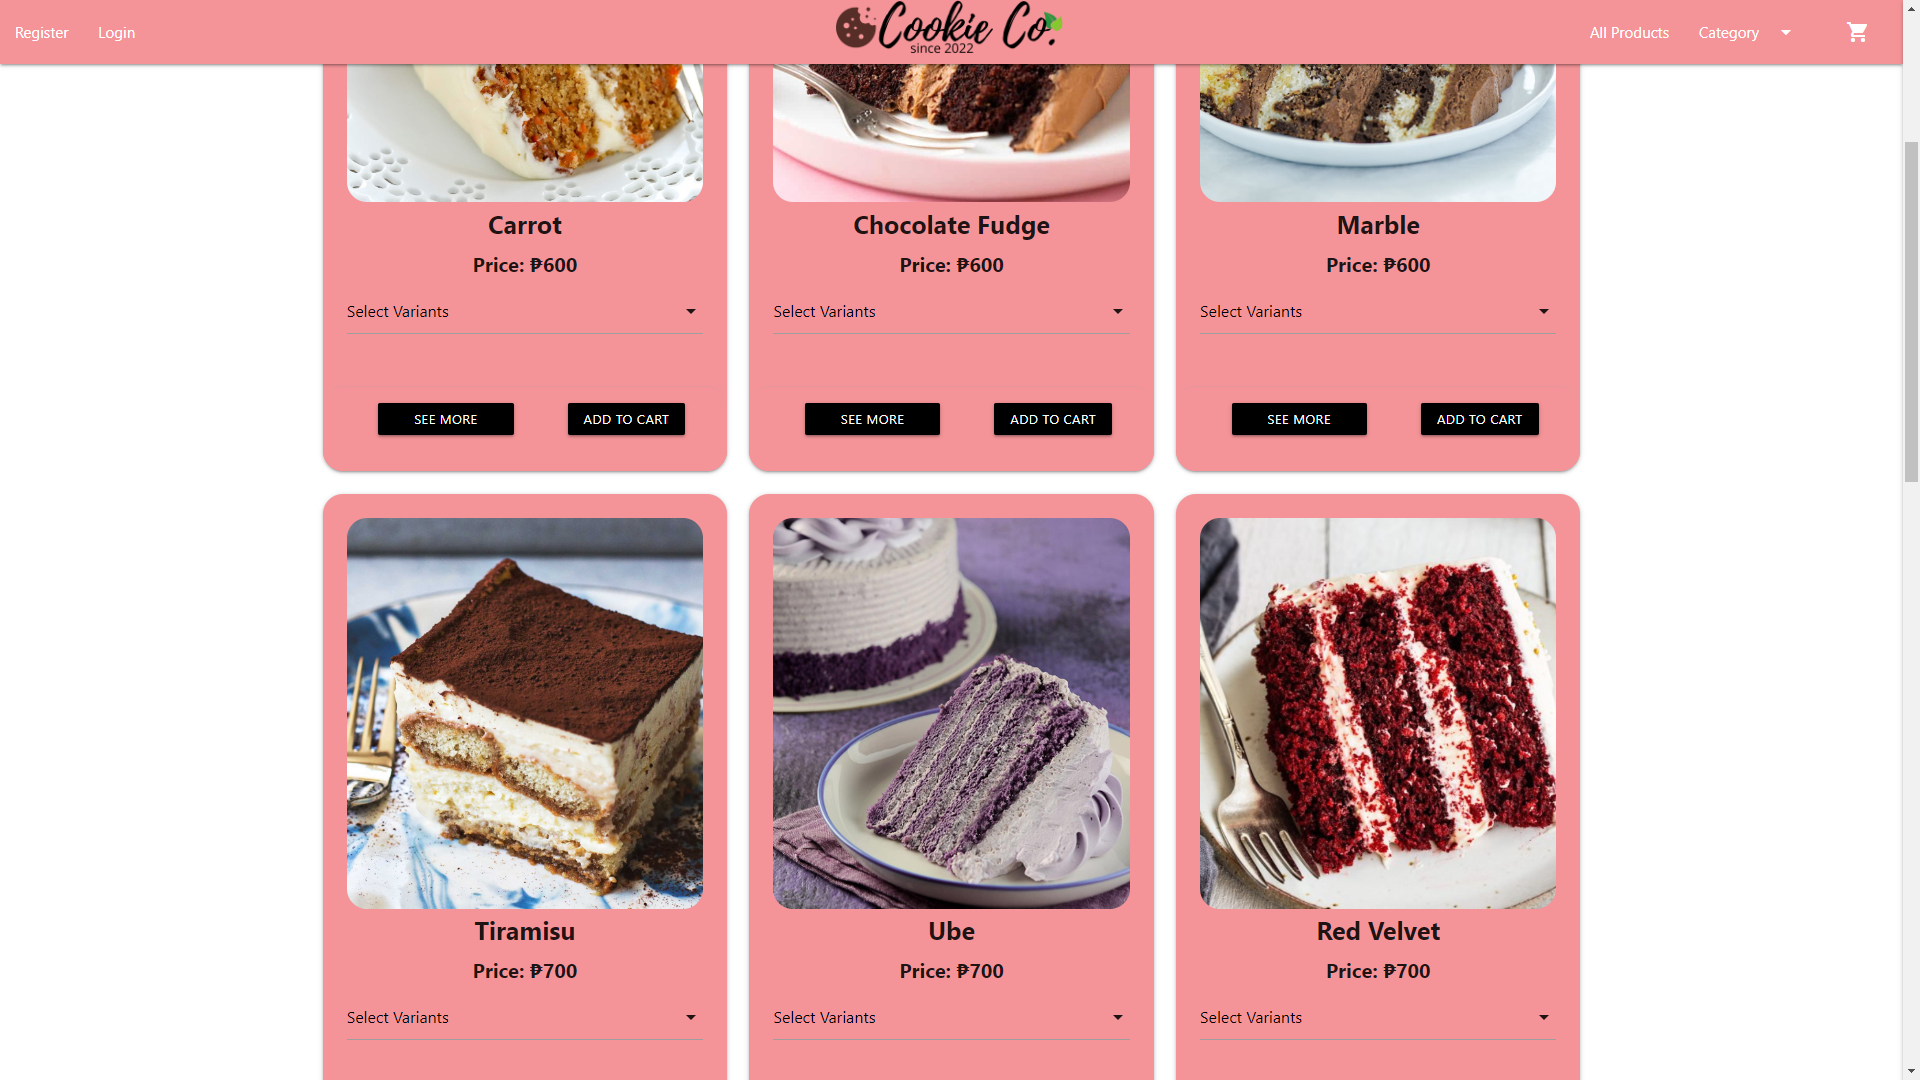 Register Login Cookie Co. All Products Category
since 2022
Carrot Chocolate Fudge Marble
Price: ₱600 Price: ₱600 Price: ₱600
Select Variants Select Variants Select Variants
SEE MORE ADD TO CART SEE MORE ADD TO CART SEE MORE ADD TO CART
Tiramisu Ube Red Velvet
Price: ₱700 Price: ₱700 Price: ₱700
Select Variants Select Variants Select Variants